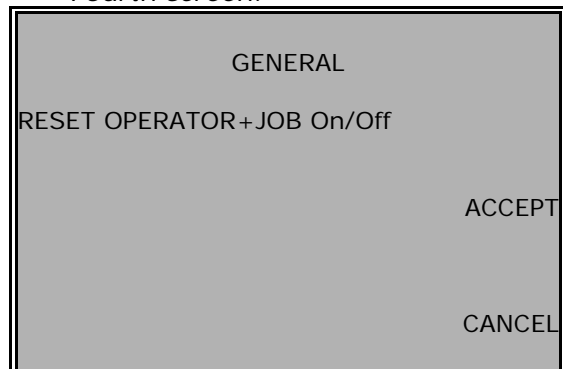 Fourth screen:
GENERAL
RESET OPERATOR+JOB On/Off
ACCEPT
CANCEL